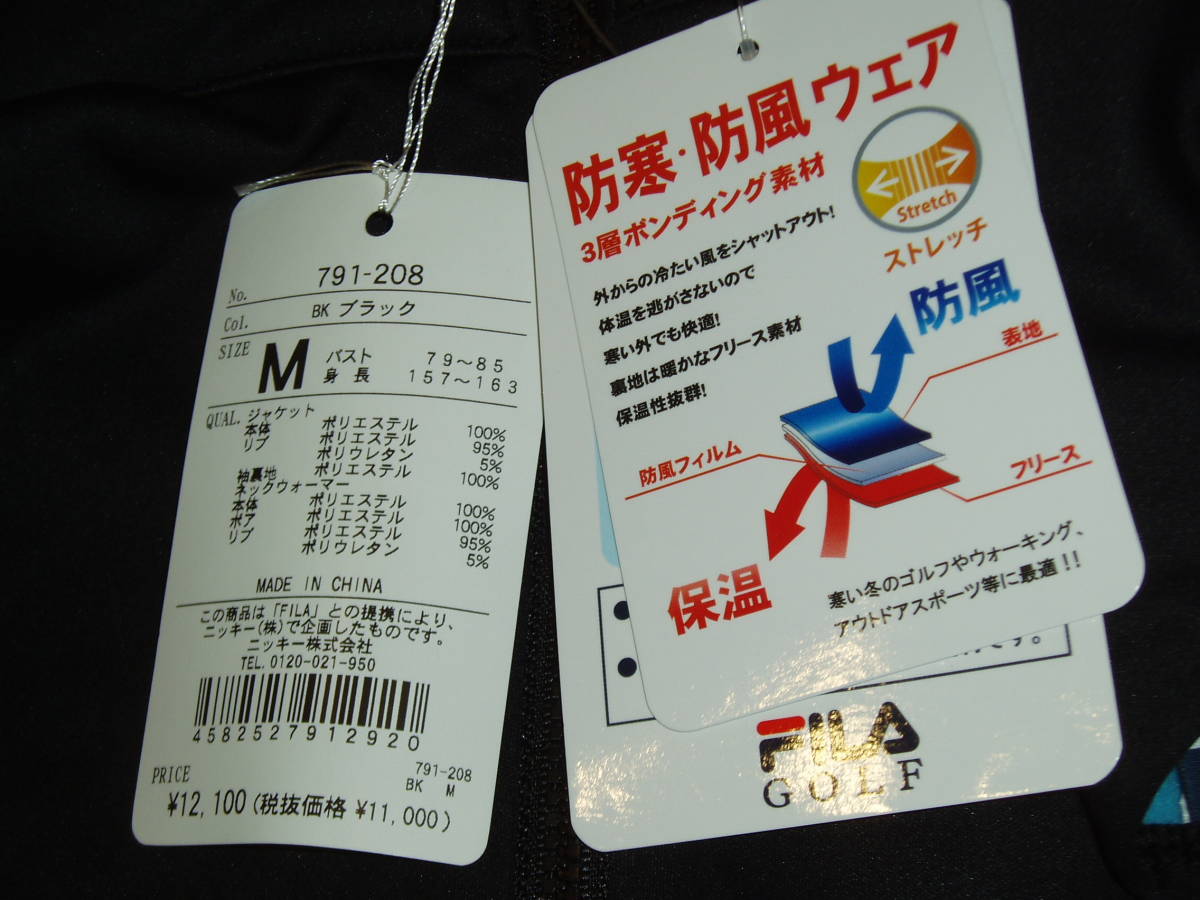 No. 791-208
Col. BK ブラック
SIZE M バスト 79～85
身長 157～163
QUAL. ジャケット
本体 ポリエステル 100%
リブ ポリエステル 95%
ポリウレタン 5%
袖裏地 ポリエステル 100%
ネックウォーマー
本体 ポリエステル 100%
ボア ポリエステル 100%
リブ ポリエステル 95%
ポリウレタン 5%
MADE IN CHINA
この商品は「FILA」との提携により、
ニッキー(株)で企画したものです。
ニッキー株式会社
TEL. 0120-021-950
4582527912920
PRICE 791-208
BK M
¥12,100(税抜価格 ¥11,000)
防寒・防風ウェア
3層ボンディング素材
Stretch
ストレッチ
外からの冷たい風をシャットアウト!
体温を逃がさないので
寒い外でも快適!
裏地は暖かなフリース素材
保温性抜群!
防風
表地
防風フィルム
フリース
保温
寒い冬のゴルフやウォーキング、
アウトドアスポーツ等に最適!!
です。
FILA
GOLF